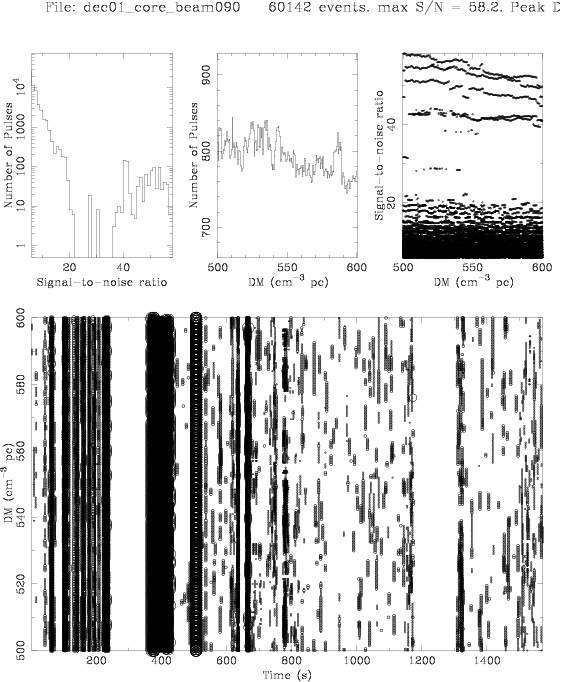 File: dec01_core_beam090 60142 events. max S/N = 58.2. Peak D
Number of Pulses
1 10 100 1000 10^4
20 40
Signal-to-noise ratio
Number of Pulses
700 800 900
500 550 600
DM (cm^-3 pc)
Signal-to-noise ratio
20 40
500 550 600
DM (cm^-3 pc)
DM (cm^-3 pc)
500 520 540 560 580 600
200 400 600 800 1000 1200 1400
Time (s)